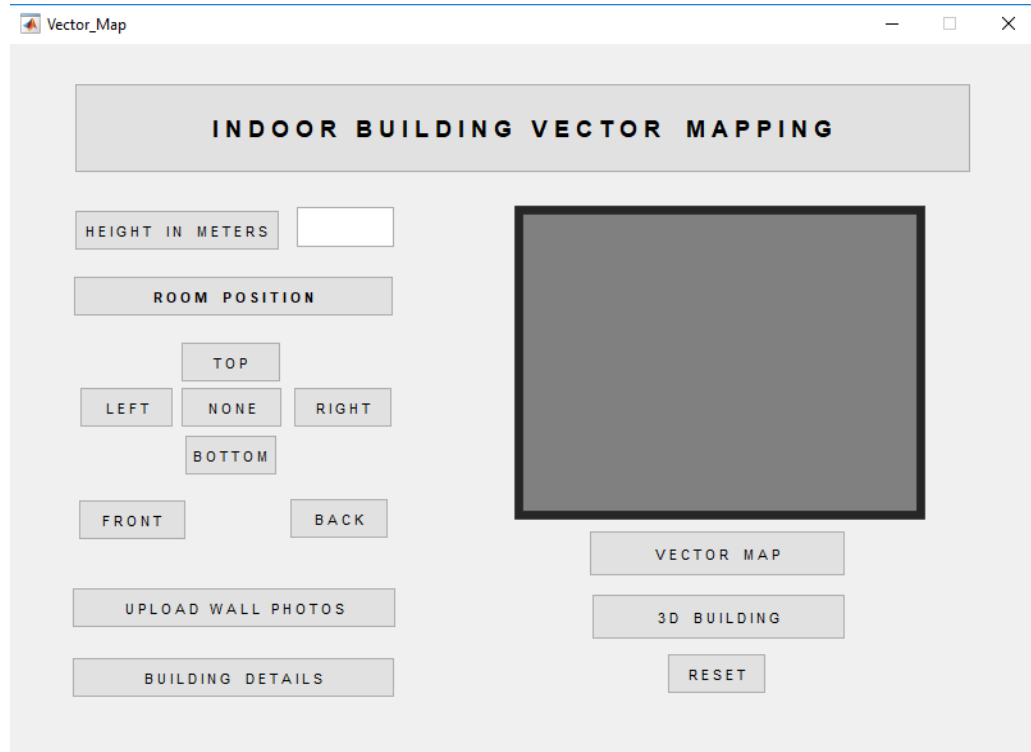 Vector_Map
INDOOR BUILDING VECTOR MAPPING
HEIGHT IN METERS
ROOM POSITION
TOP
LEFT NONE RIGHT
BOTTOM
FRONT BACK
UPLOAD WALL PHOTOS
BUILDING DETAILS
VECTOR MAP
3D BUILDING
RESET